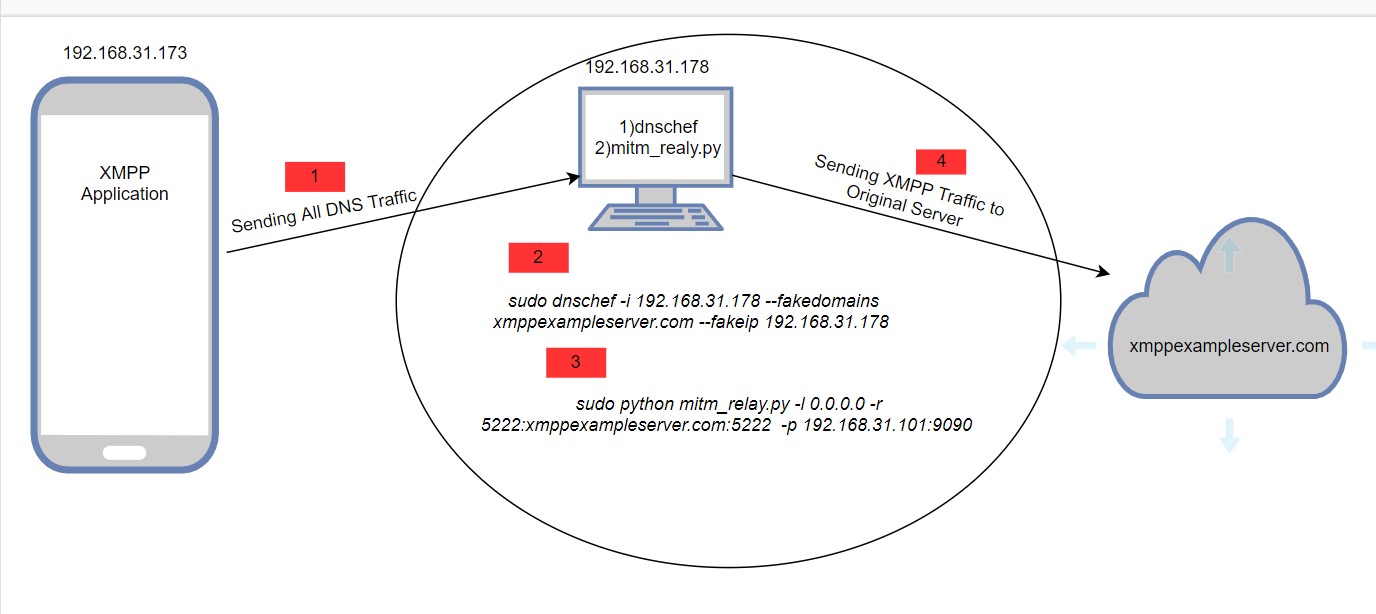 192.168.31.173
XMPP
Application
1
Sending All DNS Traffic
192.168.31.178
1)dnschef
2)mitm_realy.py
4
Sending XMPP Traffic to
Original Server
2
sudo dnschef -i 192.168.31.178 --fakedomains
xmppexampleserver.com --fakeip 192.168.31.178
3
sudo python mitm_relay.py -l 0.0.0.0 -r
5222:xmppexampleserver.com:5222 -p 192.168.31.101:9090
xmppexampleserver.com